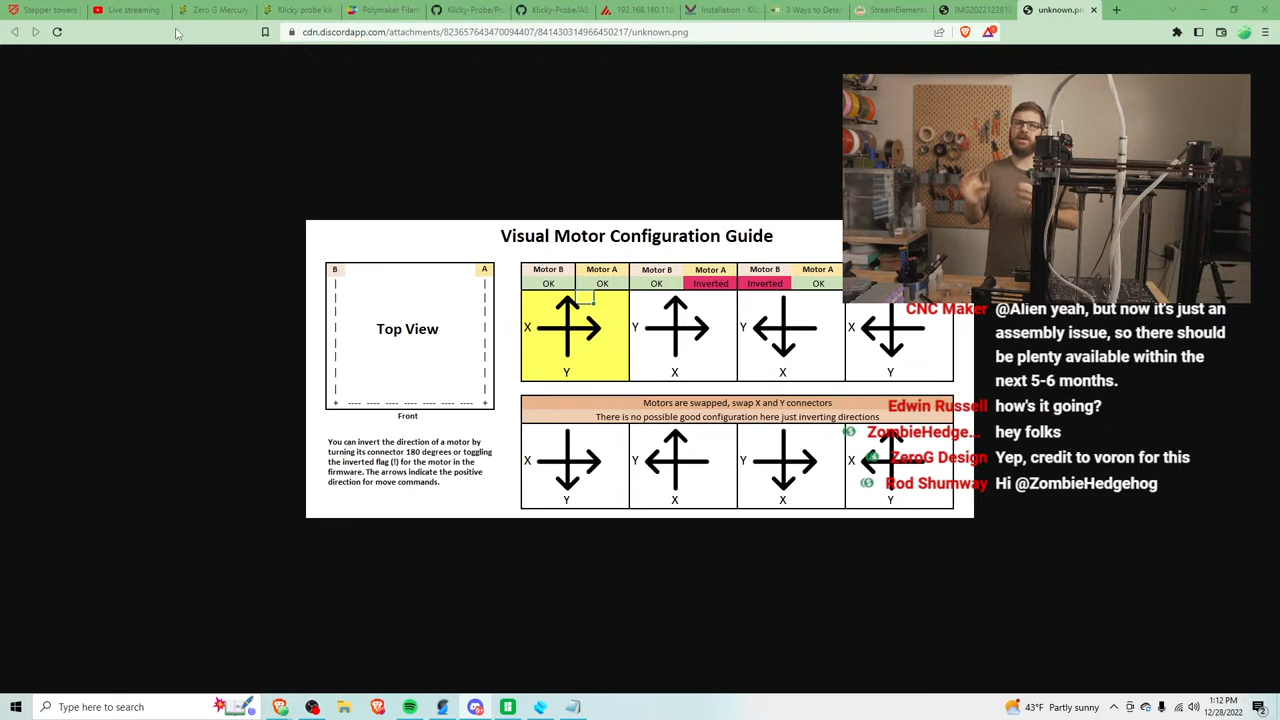 Stepper towers
Live streaming -
Zero G Mercury
Klicky probe kit
Polymaker Filam
Klicky-Probe/Pro
Klicky-Probe/AB
192.168.160.118
Installation - Klip
3 Ways to Deter
StreamElements
IMG20221228
unknown.pn
cdn.discordapp.com/attachments/823657643470094407/841430314966450217/unknown.png
Visual Motor Configuration Guide
B A
Top View
Front
You can invert the direction of a motor by
turning its connector 180 degrees or toggling
the inverted flag (!) for the motor in the
firmware. The arrows indicate the positive
direction for move commands.
Motor B Motor A Motor B Motor A Motor B Motor A
OK OK OK Inverted Inverted OK
X Y Y X
Y X X Y
Motors are swapped, swap X and Y connectors
There is no possible good configuration here just inverting directions
X Y Y X
Y X X Y
CNC Maker @Alien yeah, but now it's just an
assembly issue, so there should
be plenty available within the
next 5-6 months.
Edwin Russell how's it going?
ZombieHedge... hey folks
ZeroG Design Yep, credit to voron for this
Rod Shumway Hi @ZombieHedgehog
Type here to search
43°F Partly sunny
1:12 PM
12/28/2022